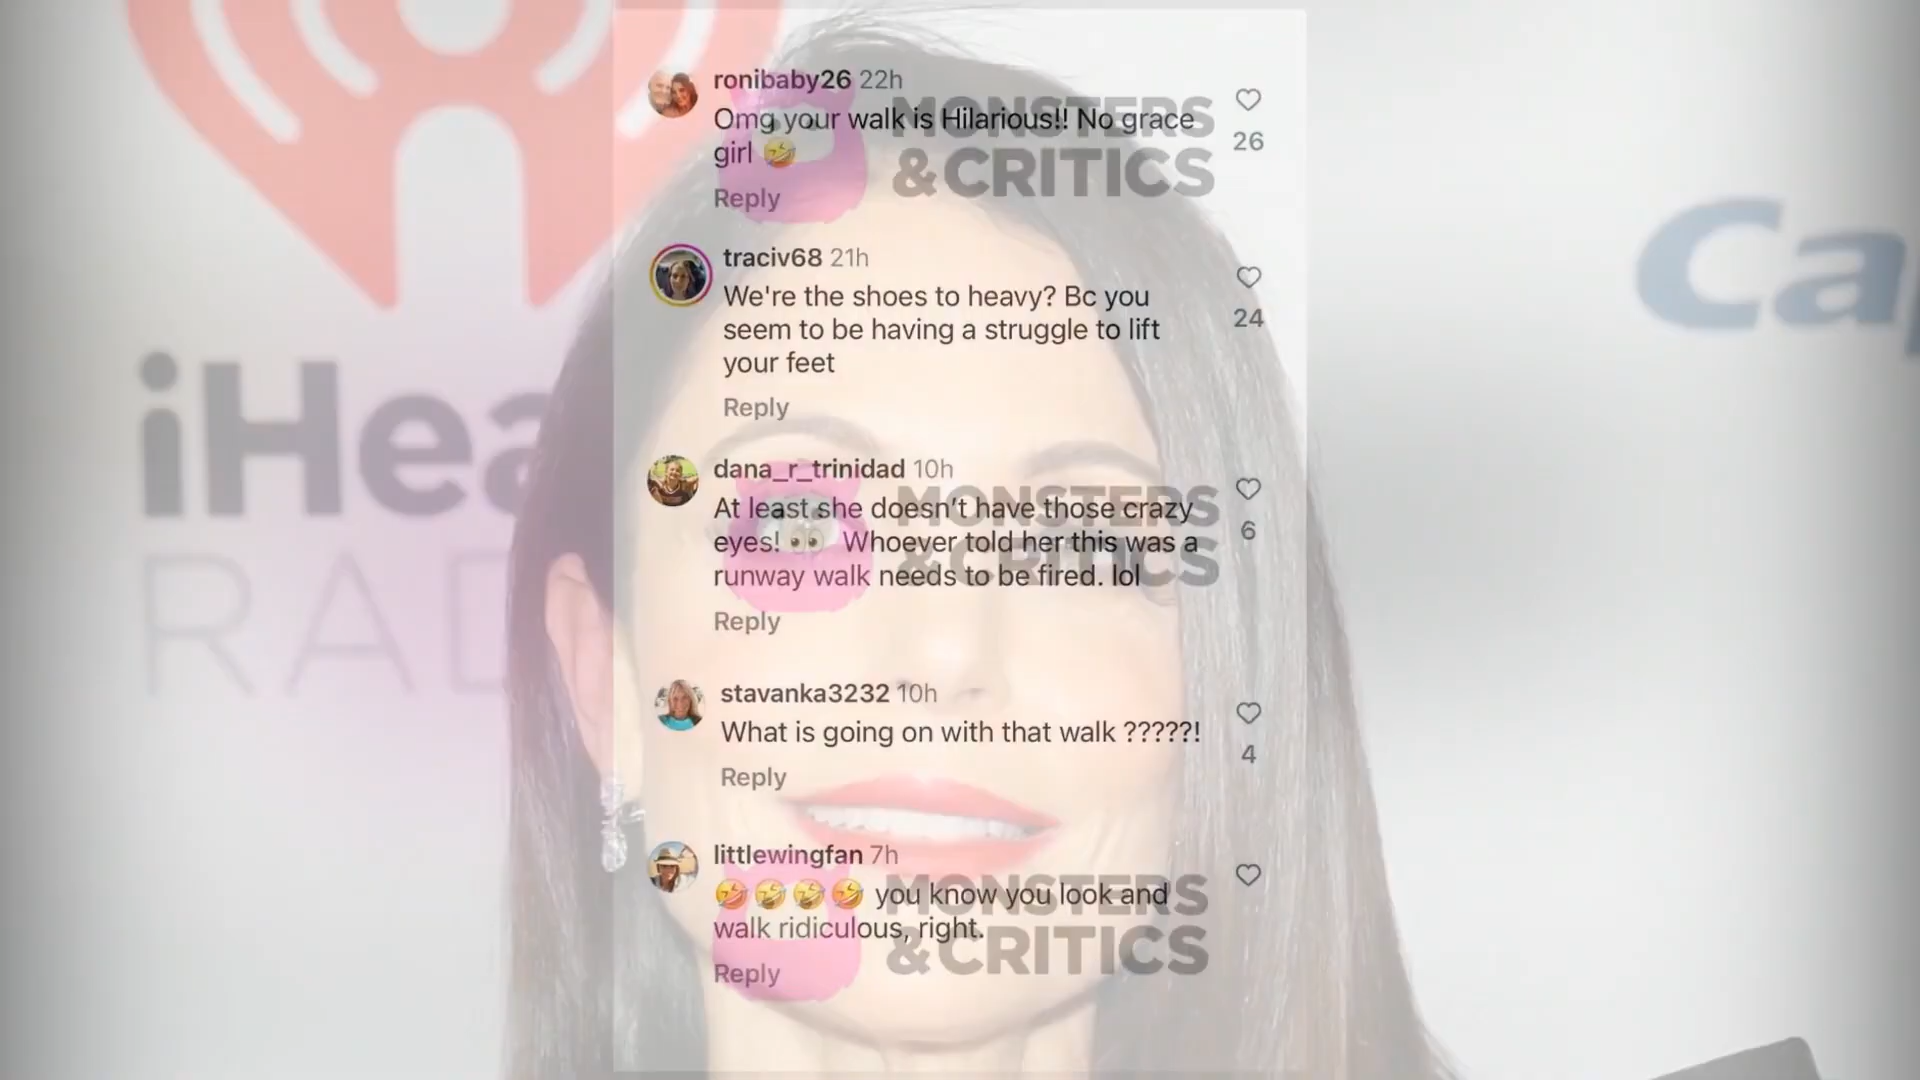 ronibaby26 22h
Omg your walk is Hilarious!! No grace
girl 🤣
26
Reply
MONSTERS
&CRITICS
traciv68 21h
We're the shoes to heavy? Bc you
seem to be having a struggle to lift
your feet
24
Reply
dana_r_trinidad 10h
At least she doesn't have those crazy
eyes! 👀 Whoever told her this was a
runway walk needs to be fired. lol
6
Reply
MONSTERS
&CRITICS
stavanka3232 10h
What is going on with that walk ?????!
4
Reply
littlewingfan 7h
🤣🤣🤣🤣 you know you look and
walk ridiculous, right.
Reply
MONSTERS
&CRITICS
iHea
RAD
Cap